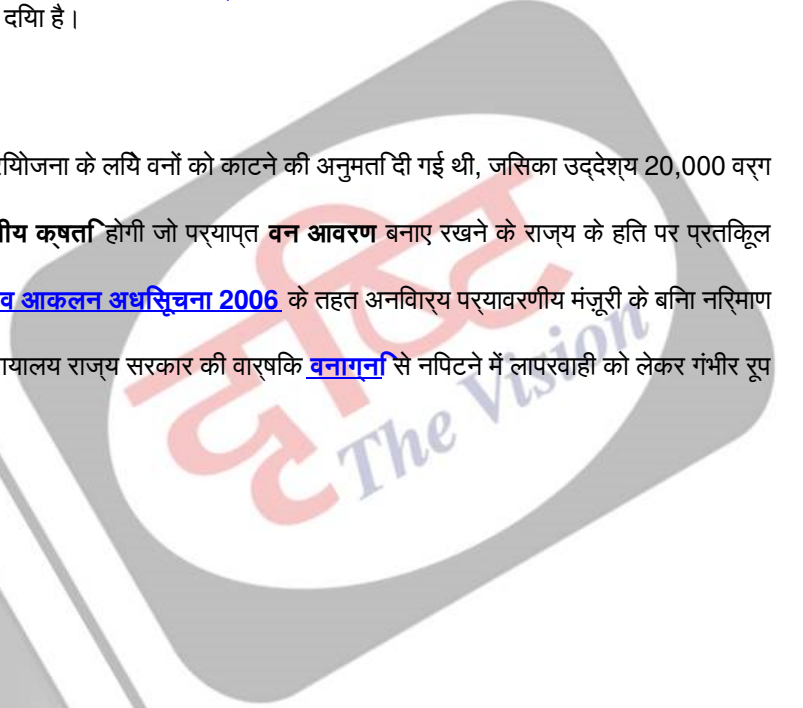 दिया है।
रियोजना के लिये वनों को काटने की अनुमति दी गई थी, जिसका उद्देश्य 20,000 वर्ग
णीय क्षति होगी जो पर्याप्त वन आवरण बनाए रखने के राज्य के हित पर प्रतिकूल
व आकलन अधिसूचना 2006 के तहत अनिवार्य पर्यावरणीय मंज़ूरी के बिना निर्माण
यालय राज्य सरकार की वार्षिक वनाग्नि से निपटने में लापरवाही को लेकर गंभीर रूप
दृष्टि
The Vision